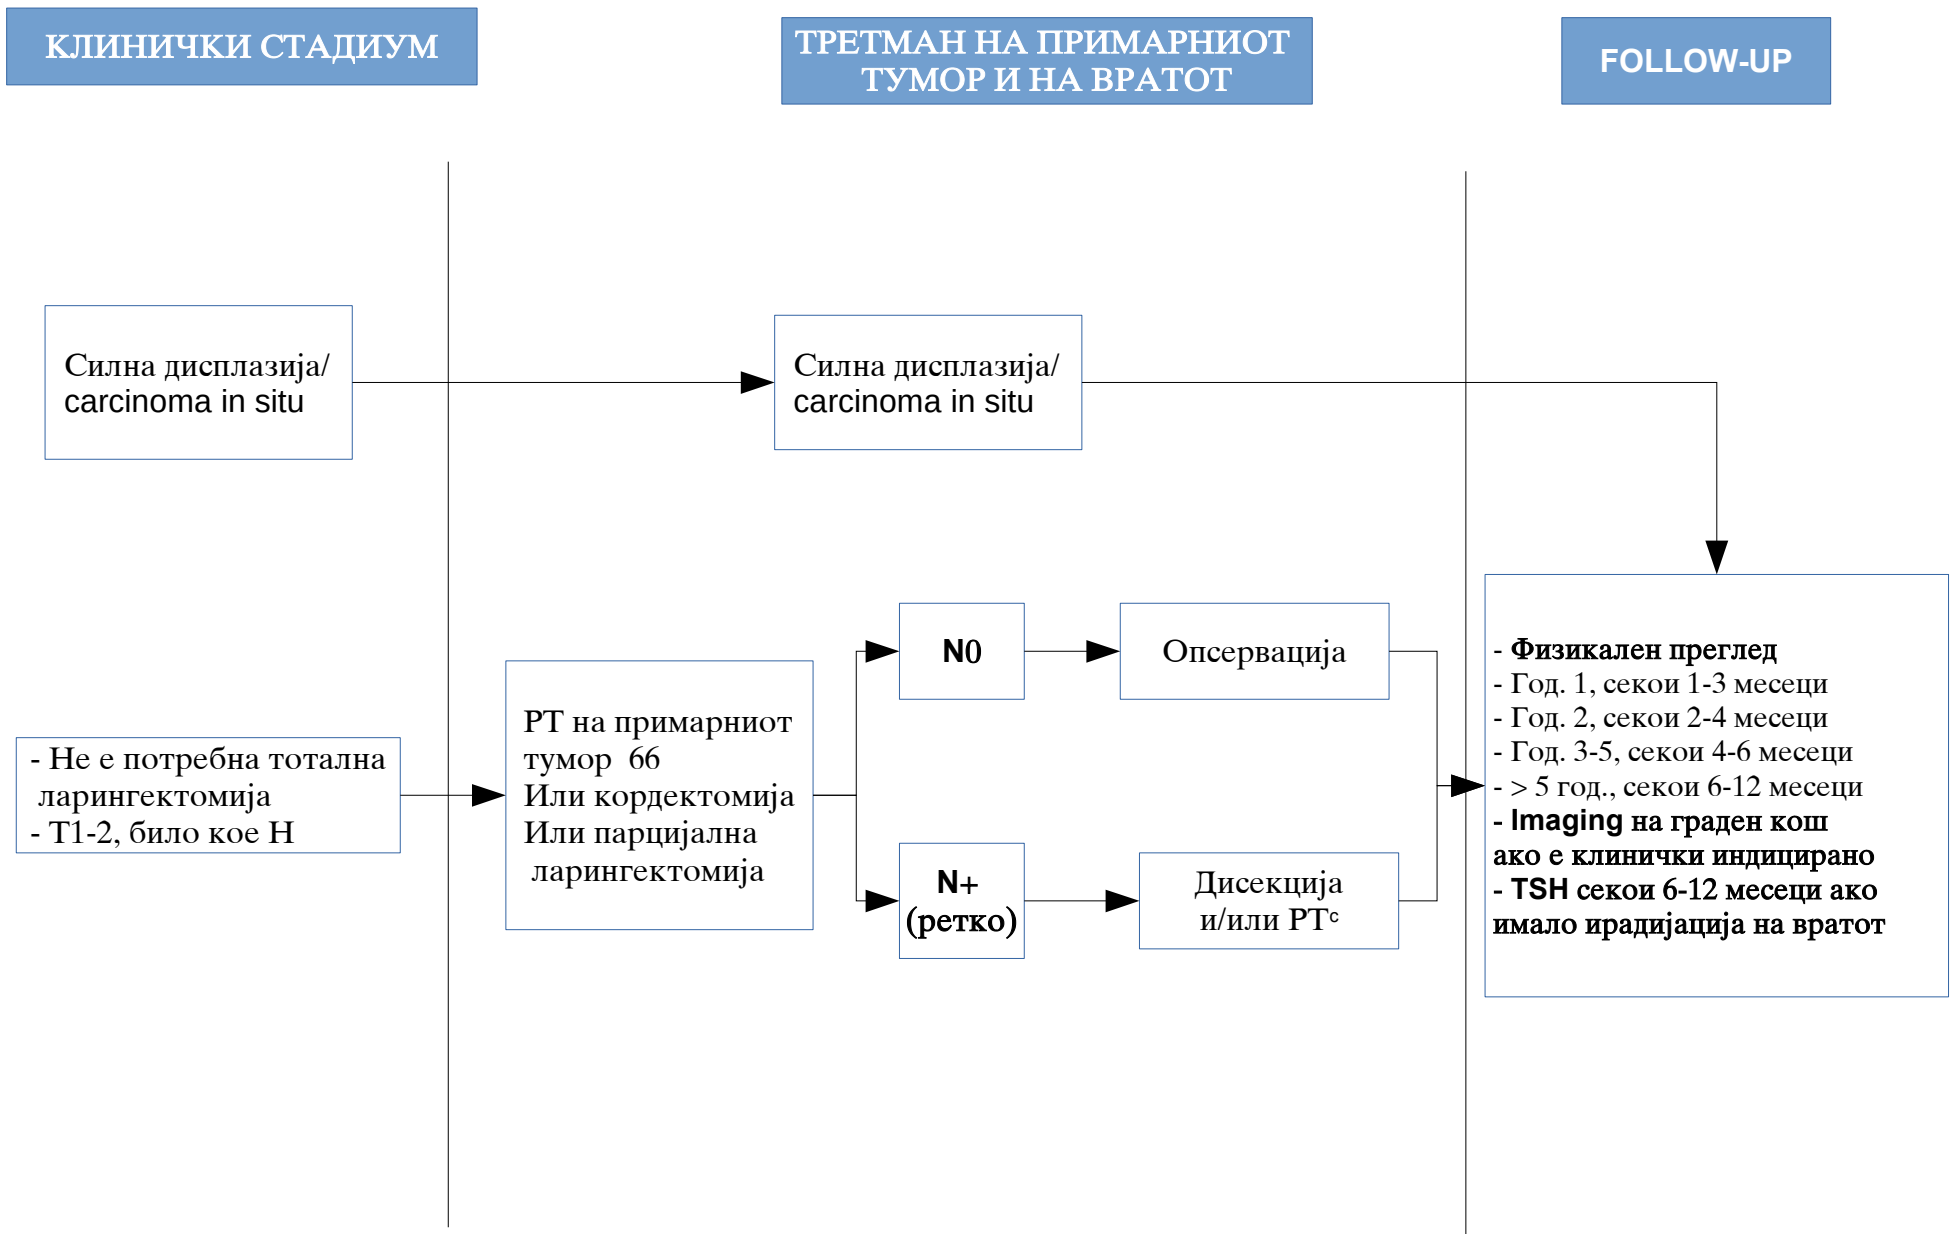 КЛИНИЧКИ СТАДИУМ
ТРЕТМАН НА ПРИМАРНИОТ
ТУМОР И НА ВРАТОТ
FOLLOW-UP
Силна дисплазија/
carcinoma in situ
Силна дисплазија/
carcinoma in situ
- Не е потребна тотална
ларингектомија
- Т1-2, било кое Н
РТ на примарниот
тумор 66
Или кордектомија
Или парцијална
ларингектомија
N0
Опсервација
N+
(ретко)
Дисекција
и/или РТᶜ
- Физикален преглед
- Год. 1, секои 1-3 месеци
- Год. 2, секои 2-4 месеци
- Год. 3-5, секои 4-6 месеци
- > 5 год., секои 6-12 месеци
- Imaging на граден кош
ако е клинички индицирано
- TSH секои 6-12 месеци ако
имало ирадијација на вратот